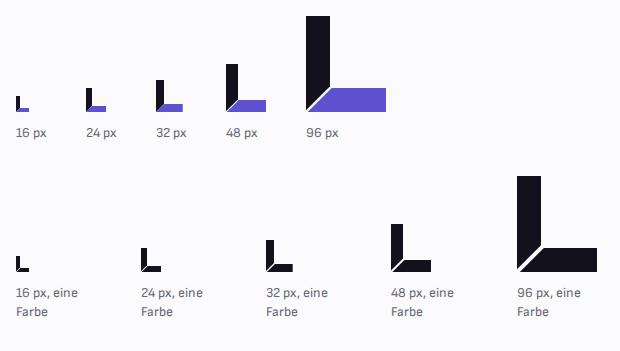 16 px
24 px
32 px
48 px
96 px
16 px, eine
Farbe
24 px, eine
Farbe
32 px, eine
Farbe
48 px, eine
Farbe
96 px, eine
Farbe